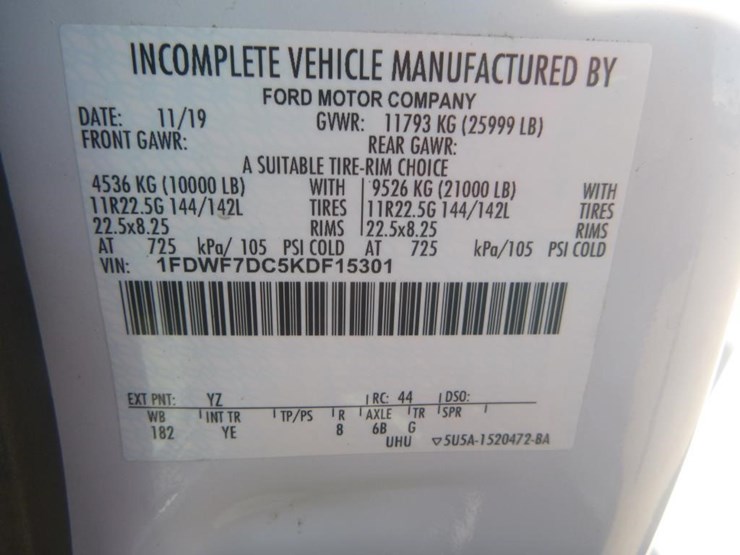 INCOMPLETE VEHICLE MANUFACTURED BY
FORD MOTOR COMPANY
DATE: 11/19 GVWR: 11793 KG (25999 LB)
FRONT GAWR: REAR GAWR:
A SUITABLE TIRE-RIM CHOICE
4536 KG (10000 LB) WITH 9526 KG (21000 LB) WITH
11R22.5G 144/142L TIRES 11R22.5G 144/142L TIRES
22.5x8.25 RIMS 22.5x8.25 RIMS
AT 725 kPa/ 105 PSI COLD AT 725 kPa/105 PSI COLD
VIN: 1FDWF7DC5KDF15301
EXT PNT: YZ RC: 44 DSO:
WB INT TR TP/PS R AXLE TR SPR
182 YE 8 6B G
UHU ▽5U5A-1520472-BA